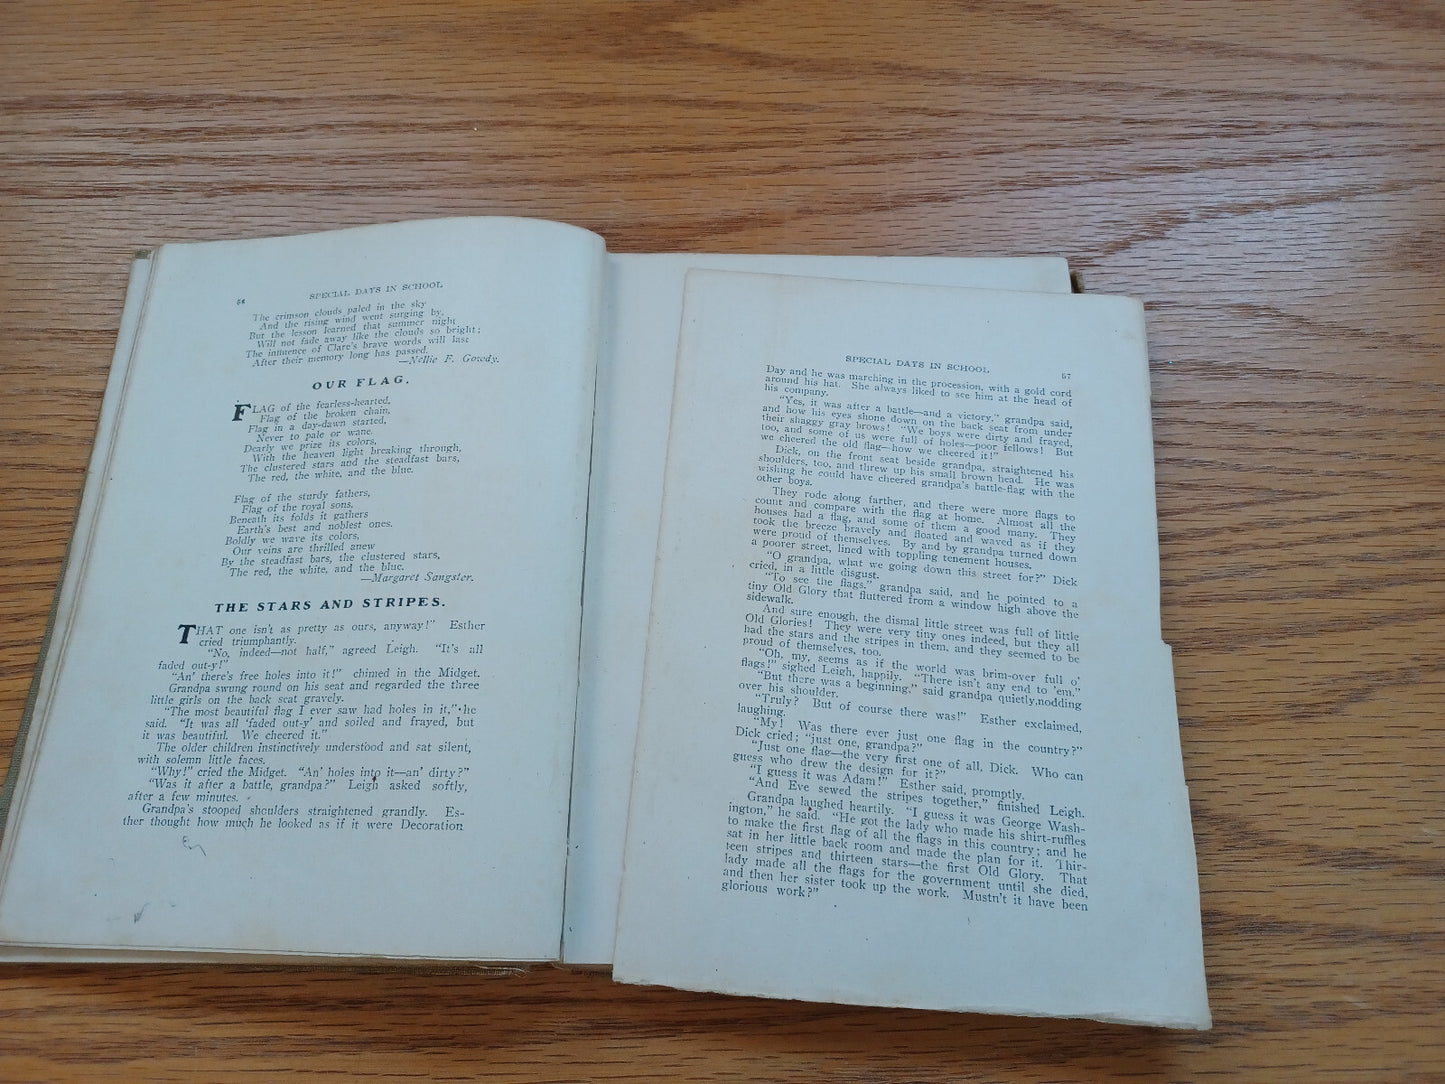 56 SPECIAL DAYS IN SCHOOL
The crimson clouds paled in the sky
And the rising wind went surging by,
But the lesson learned that summer night
Will not fade away like the clouds so bright;
The influence of Clare's brave words will last
After their memory long has passed.
—Nellie F. Gowdy.
OUR FLAG.
FLAG of the fearless-hearted,
Flag of the broken chain,
Flag in a day-dawn started,
Never to pale or wane.
Dearly we prize its colors,
With the heaven light breaking through,
The clustered stars and the steadfast bars,
The red, the white, and the blue.
Flag of the sturdy fathers,
Flag of the royal sons,
Beneath its folds it gathers
Earth's best and noblest ones.
Boldly we wave its colors,
Our veins are thrilled anew
By the steadfast bars, the clustered stars,
The red, the white, and the blue.
—Margaret Sangster.
THE STARS AND STRIPES.
THAT one isn't as pretty as ours, anyway!" Esther
cried triumphantly.
"No, indeed—not half," agreed Leigh. "It's all
faded out-y!"
"An' there's free holes into it!" chimed in the Midget.
Grandpa swung round on his seat and regarded the three
little girls on the back seat gravely.
"The most beautiful flag I ever saw had holes in it," he
said. "It was all 'faded out-y' and soiled and frayed, but
it was beautiful. We cheered it."
The older children instinctively understood and sat silent,
with solemn little faces.
"Why!" cried the Midget. "An' holes into it—an' dirty?"
"Was it after a battle, grandpa?" Leigh asked softly,
after a few minutes.
Grandpa's stooped shoulders straightened grandly. Es-
ther thought how much he looked as if it were Decoration
SPECIAL DAYS IN SCHOOL 57
Day and he was marching in the procession, with a gold cord
around his hat. She always liked to see him at the head of
his company.
"Yes, it was after a battle—and a victory," grandpa said,
and how his eyes shone down on the back seat from under
their shaggy gray brows! "We boys were dirty and frayed,
too, and some of us were full of holes—poor fellows! But
we cheered the old flag—how we cheered it!"
Dick, on the front seat beside grandpa, straightened his
shoulders, too, and threw up his small brown head. He was
wishing he could have cheered grandpa's battle-flag with the
other boys.
They rode along farther, and there were more flags to
count and compare with the flag at home. Almost all the
houses had a flag, and some of them a good many. They
took the breeze bravely and floated and waved as if they
were proud of themselves. By and by grandpa turned down
a poorer street, lined with toppling tenement houses.
"O grandpa, what we going down this street for?" Dick
cried, in a little disgust.
"To see the flags," grandpa said, and he pointed to a
tiny Old Glory that fluttered from a window high above the
sidewalk.
And sure enough, the dismal little street was full of little
Old Glories! They were very tiny ones indeed, but they all
had the stars and the stripes in them, and they seemed to be
proud of themselves, too.
"Oh, my, seems as if the world was brim-over full o'
flags!" sighed Leigh, happily. "There isn't any end to 'em."
"But there was a beginning," said grandpa quietly, nodding
over his shoulder.
"Truly? But of course there was!" Esther exclaimed,
laughing.
"My! Was there ever just one flag in the country?"
Dick cried; "just one, grandpa?"
"Just one flag—the very first one of all, Dick. Who can
guess who drew the design for it?"
"I guess it was Adam!" Esther said, promptly.
"And Eve sewed the stripes together," finished Leigh.
Grandpa laughed heartily. "I guess it was George Wash-
ington," he said. "He got the lady who made his shirt-ruffles
to make the first flag of all the flags in this country; and he
sat in her little back room and made the plan for it. Thir-
teen stripes and thirteen stars—the first Old Glory. That
lady made all the flags for the government until she died,
and then her sister took up the work. Mustn't it have been
glorious work?"